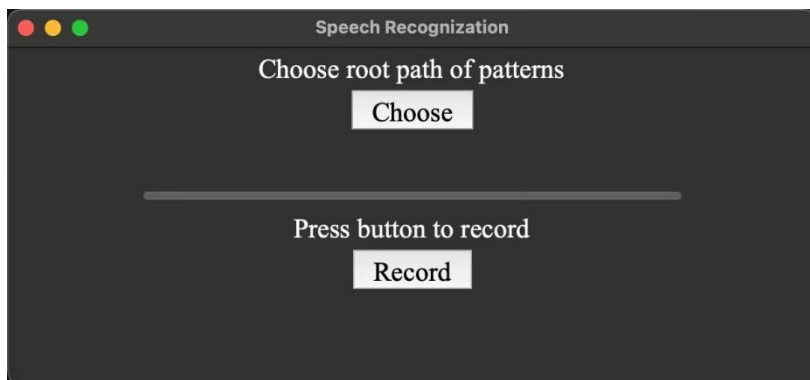 Speech Recognization
Choose root path of patterns
Choose
Press button to record
Record